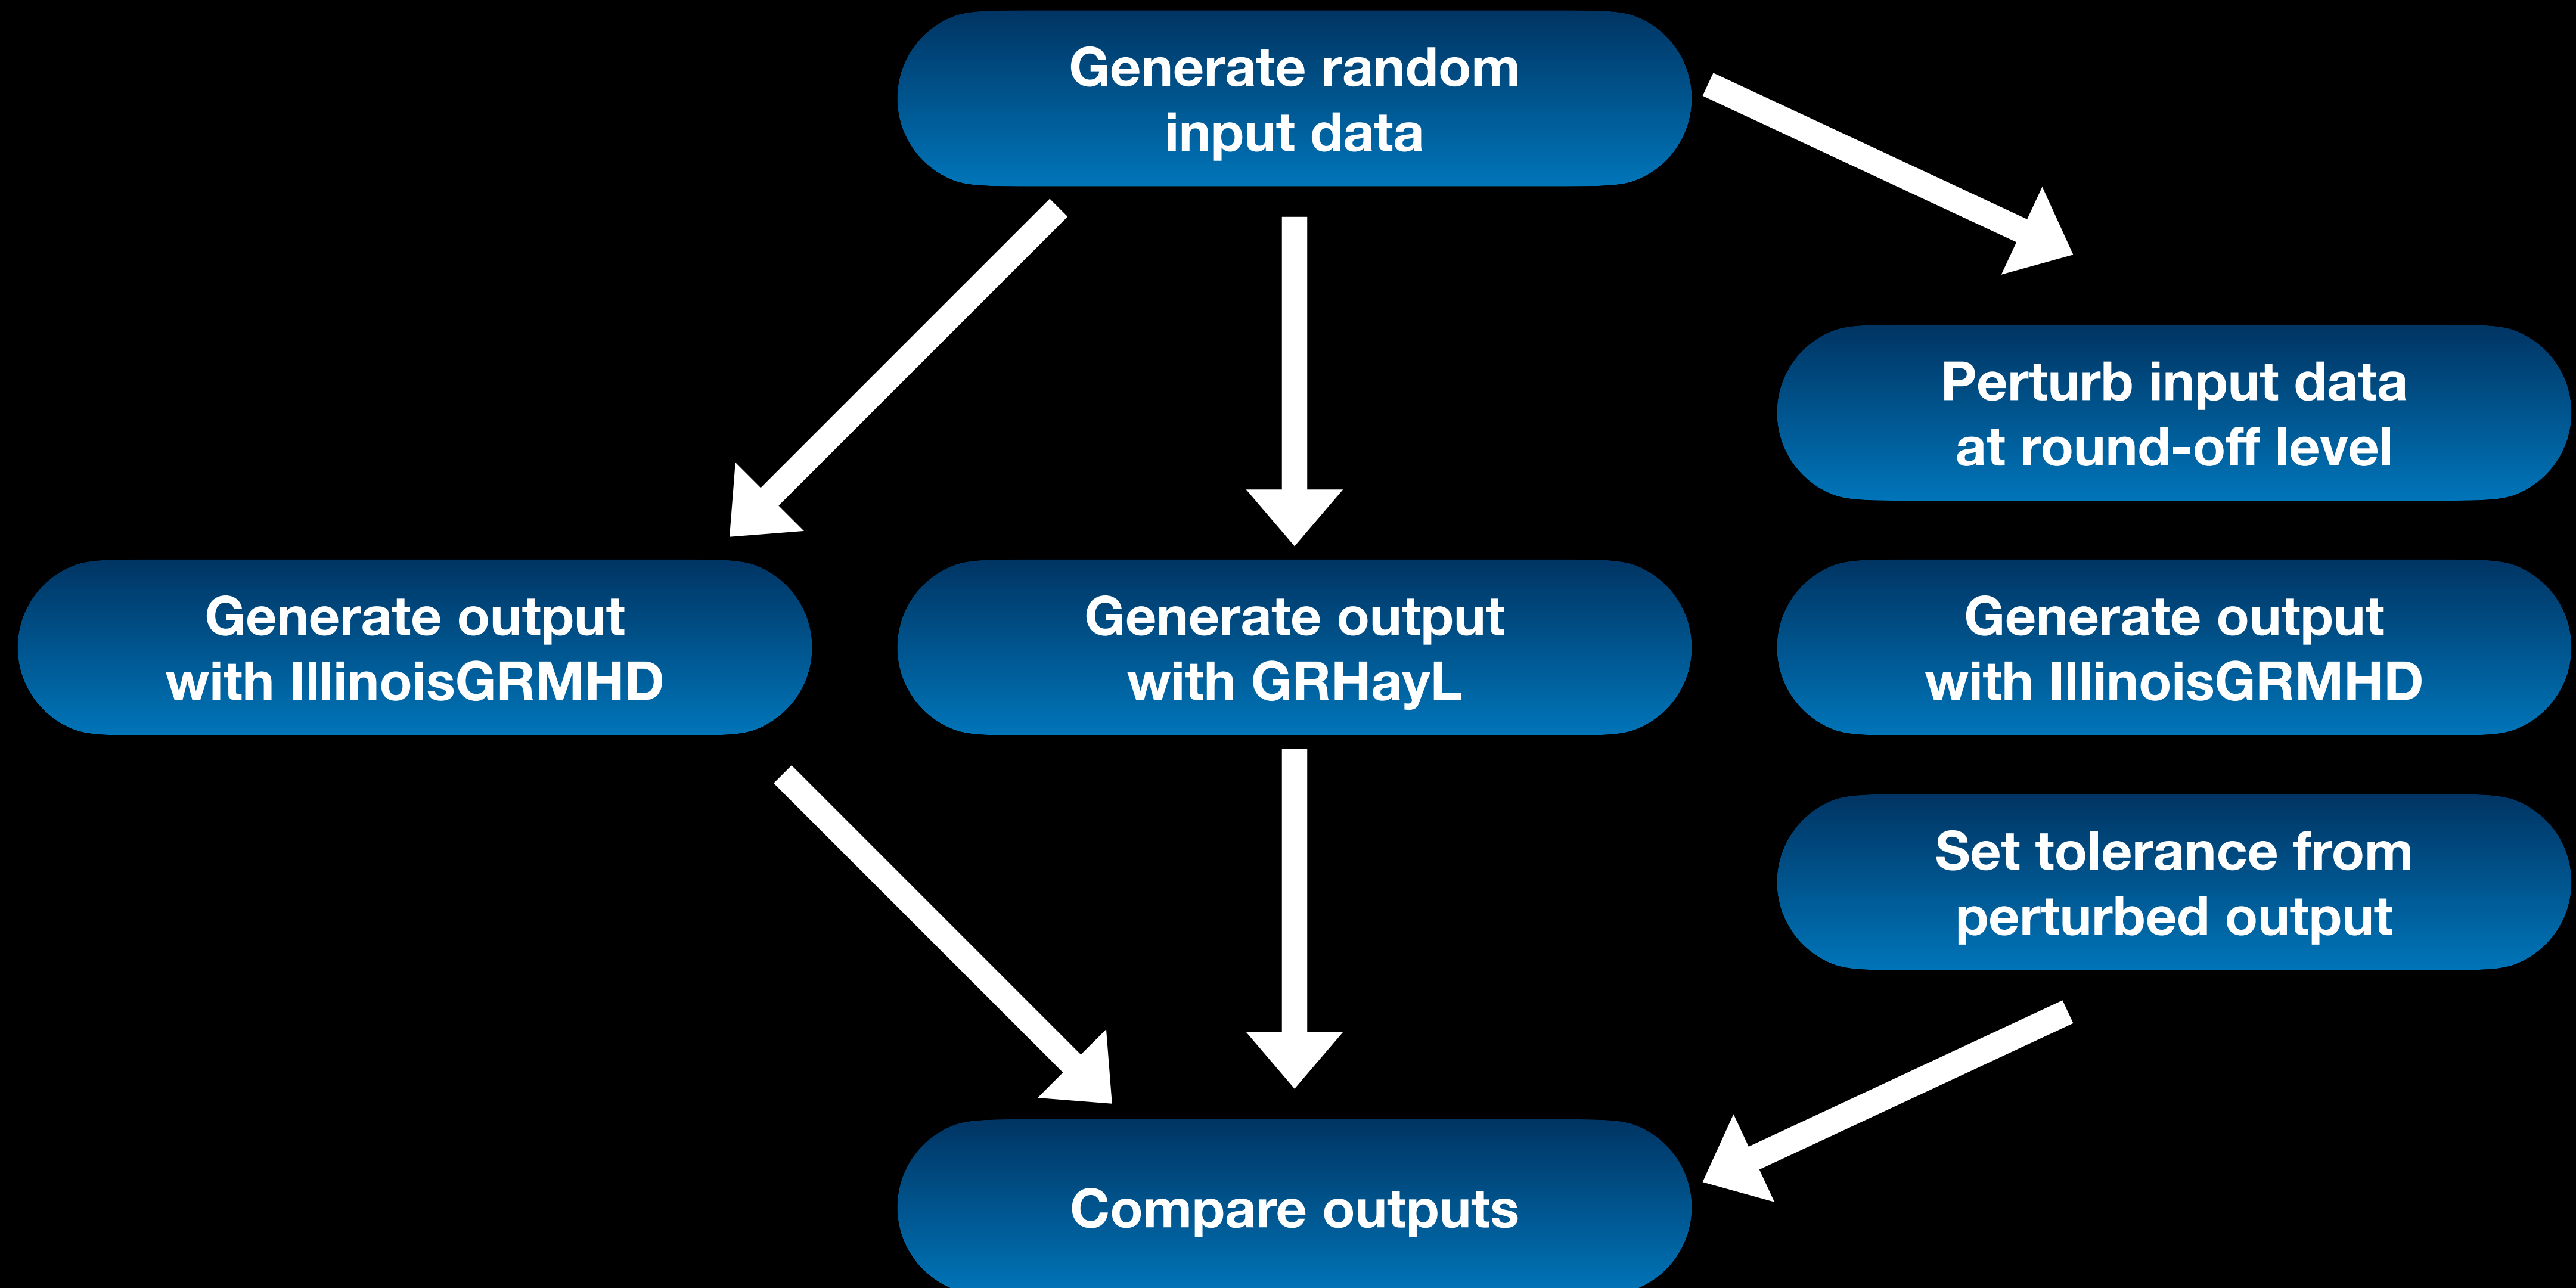 Generate random
input data
Perturb input data
at round-off level
Generate output
with IllinoisGRMHD
Generate output
with GRHayL
Generate output
with IllinoisGRMHD
Set tolerance from
perturbed output
Compare outputs